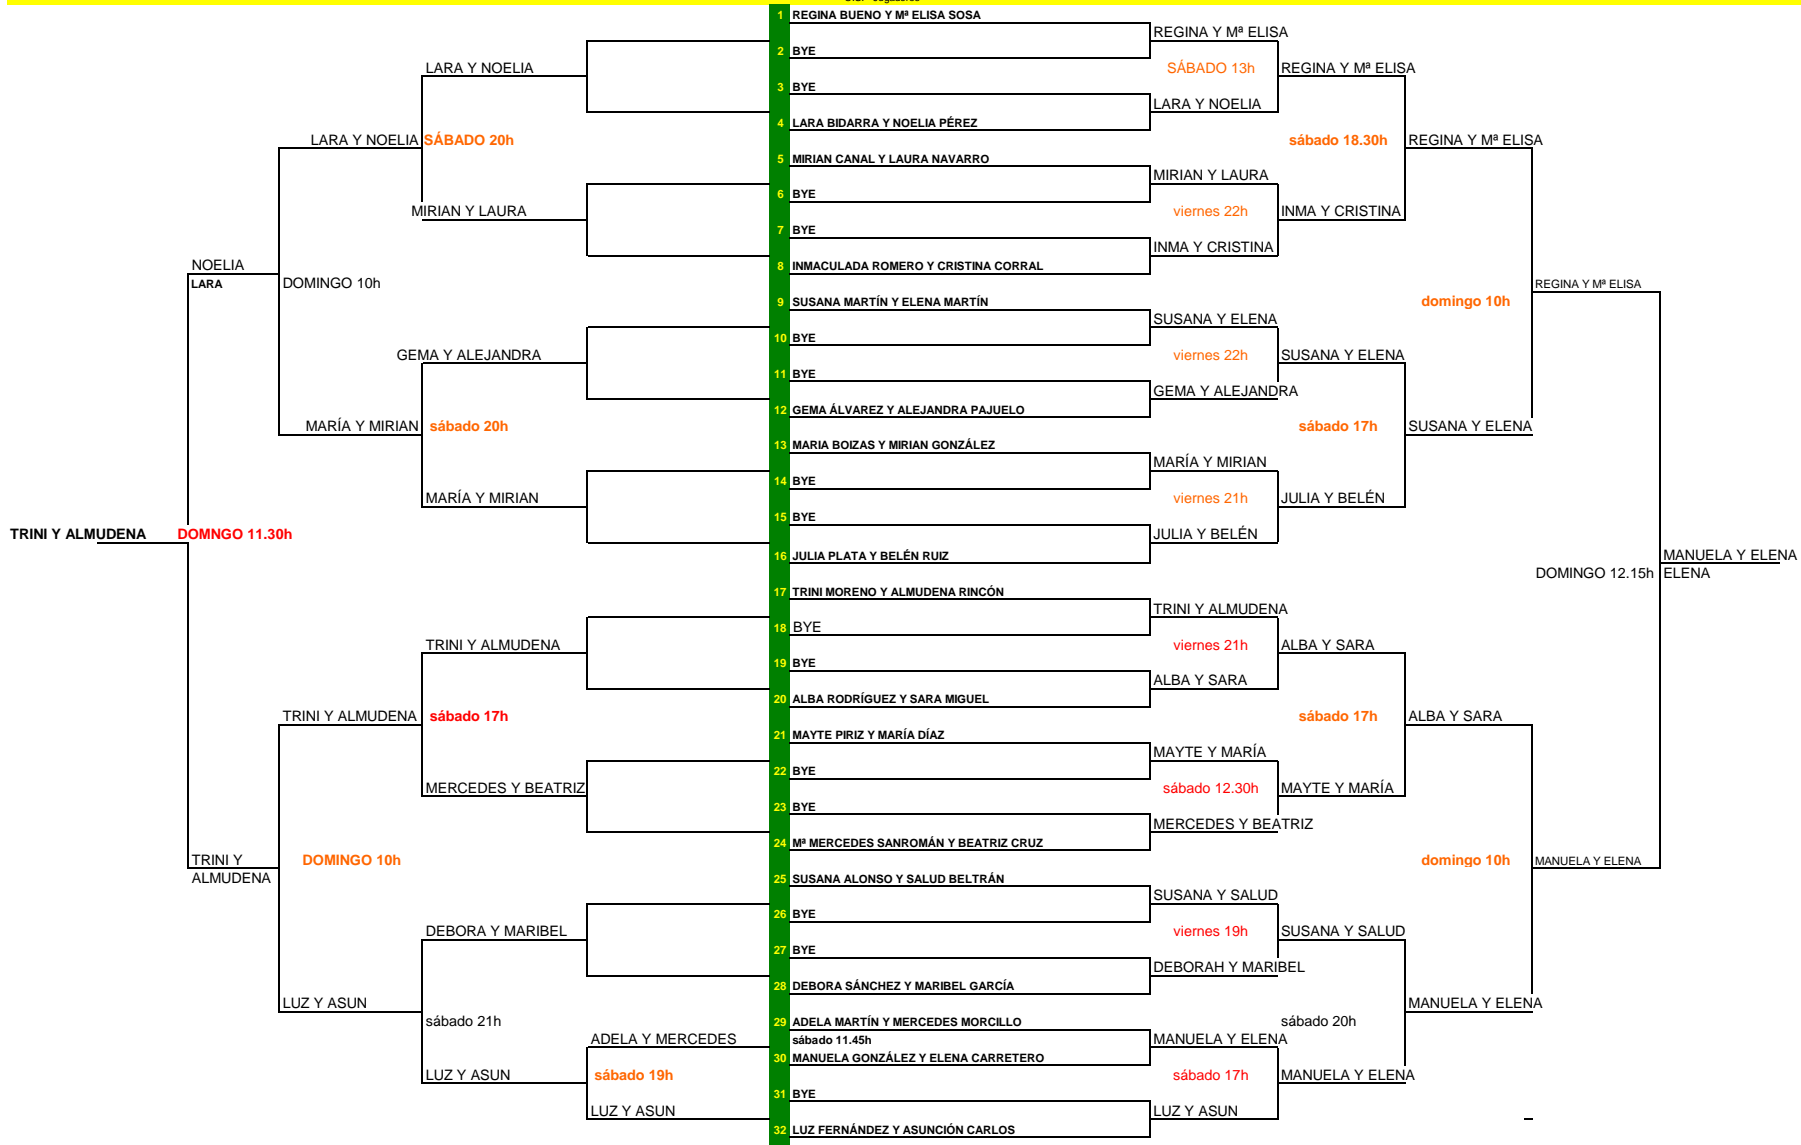 1 REGINA BUENO Y Mª ELISA SOSA
REGINA Y Mª ELISA
2 BYE
LARA Y NOELIA
SÁBADO 13h
REGINA Y Mª ELISA
3 BYE
LARA Y NOELIA
4 LARA BIDARRA Y NOELIA PÉREZ
LARA Y NOELIA
SÁBADO 20h
sábado 18.30h
REGINA Y Mª ELISA
5 MIRIAN CANAL Y LAURA NAVARRO
MIRIAN Y LAURA
6 BYE
MIRIAN Y LAURA
viernes 22h
INMA Y CRISTINA
7 BYE
INMA Y CRISTINA
NOELIA
8 INMACULADA ROMERO Y CRISTINA CORRAL
LARA
DOMINGO 10h
REGINA Y Mª ELISA
9 SUSANA MARTÍN Y ELENA MARTÍN
domingo 10h
SUSANA Y ELENA
10 BYE
GEMA Y ALEJANDRA
viernes 22h
SUSANA Y ELENA
11 BYE
GEMA Y ALEJANDRA
12 GEMA ÁLVAREZ Y ALEJANDRA PAJUELO
MARÍA Y MIRIAN
sábado 20h
sábado 17h
SUSANA Y ELENA
13 MARIA BOIZAS Y MIRIAN GONZÁLEZ
MARÍA Y MIRIAN
14 BYE
MARÍA Y MIRIAN
viernes 21h
JULIA Y BELÉN
15 BYE
TRINI Y ALMUDENA
DOMNGO 11.30h
JULIA Y BELÉN
16 JULIA PLATA Y BELÉN RUIZ
MANUELA Y ELENA
DOMINGO 12.15h
ELENA
17 TRINI MORENO Y ALMUDENA RINCÓN
TRINI Y ALMUDENA
18 BYE
TRINI Y ALMUDENA
viernes 21h
ALBA Y SARA
19 BYE
ALBA Y SARA
20 ALBA RODRÍGUEZ Y SARA MIGUEL
TRINI Y ALMUDENA
sábado 17h
sábado 17h
ALBA Y SARA
21 MAYTE PIRIZ Y MARÍA DÍAZ
MAYTE Y MARÍA
22 BYE
MERCEDES Y BEATRIZ
sábado 12.30h
MAYTE Y MARÍA
23 BYE
MERCEDES Y BEATRIZ
24 Mª MERCEDES SANROMÁN Y BEATRIZ CRUZ
TRINI Y
DOMINGO 10h
domingo 10h
MANUELA Y ELENA
ALMUDENA
25 SUSANA ALONSO Y SALUD BELTRÁN
SUSANA Y SALUD
26 BYE
DEBORA Y MARIBEL
viernes 19h
SUSANA Y SALUD
27 BYE
DEBORAH Y MARIBEL
28 DEBORA SÁNCHEZ Y MARIBEL GARCÍA
LUZ Y ASUN
MANUELA Y ELENA
sábado 21h
29 ADELA MARTÍN Y MERCEDES MORCILLO
sábado 20h
ADELA Y MERCEDES
sábado 11.45h
MANUELA Y ELENA
30 MANUELA GONZÁLEZ Y ELENA CARRETERO
LUZ Y ASUN
sábado 19h
sábado 17h
MANUELA Y ELENA
31 BYE
LUZ Y ASUN
LUZ Y ASUN
32 LUZ FERNÁNDEZ Y ASUNCIÓN CARLOS